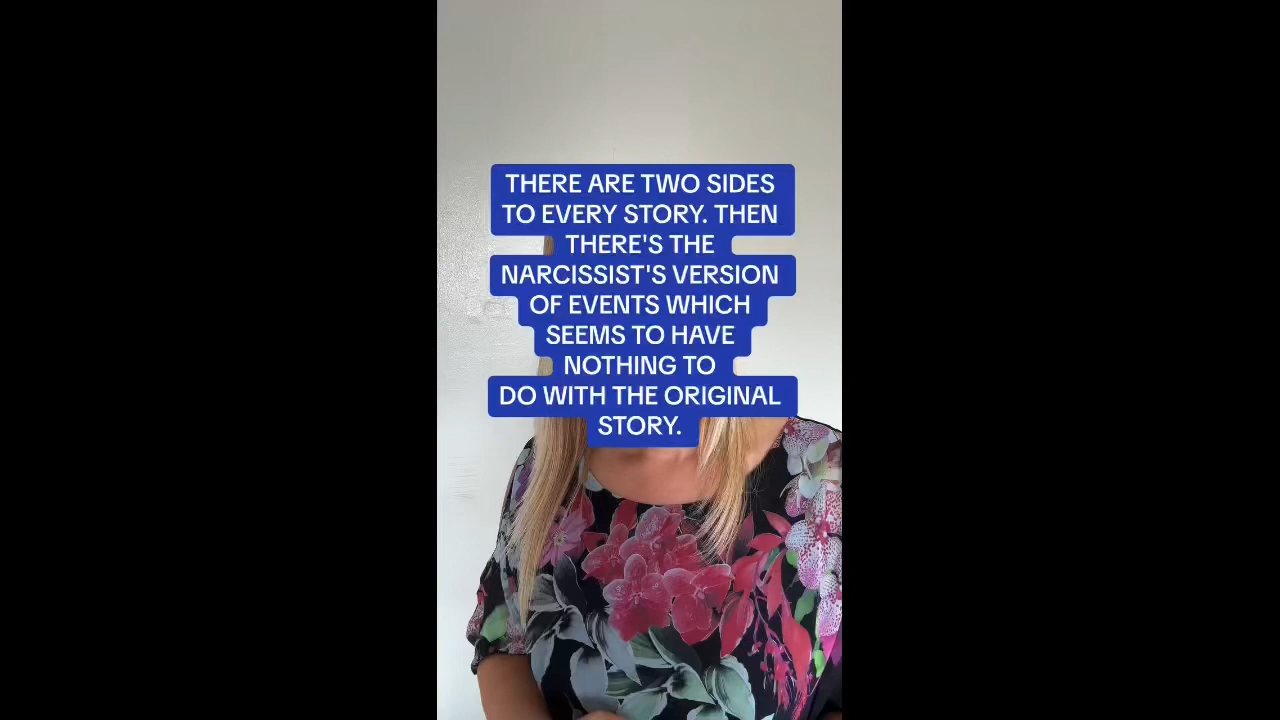 THERE ARE TWO SIDES
TO EVERY STORY. THEN
THERE'S THE
NARCISSIST'S VERSION
OF EVENTS WHICH
SEEMS TO HAVE
NOTHING TO
DO WITH THE ORIGINAL
STORY.